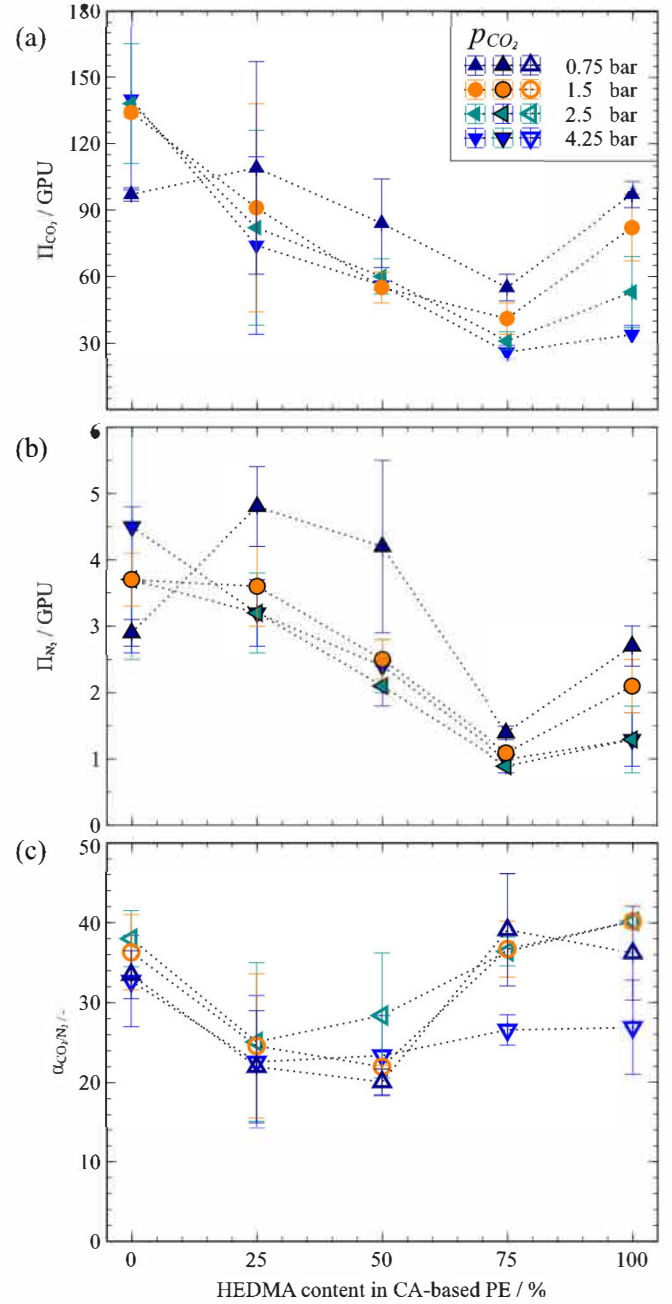 (a)
180
150
120
90
60
30
Π_CO₂ / GPU
p_CO₂
0.75 bar
1.5 bar
2.5 bar
4.25 bar
(b)
6
5
4
3
2
1
0
Π_N₂ / GPU
(c)
50
40
30
20
10
0
α_CO₂/N₂ / -
0 25 50 75 100
HEDMA content in CA-based PE / %